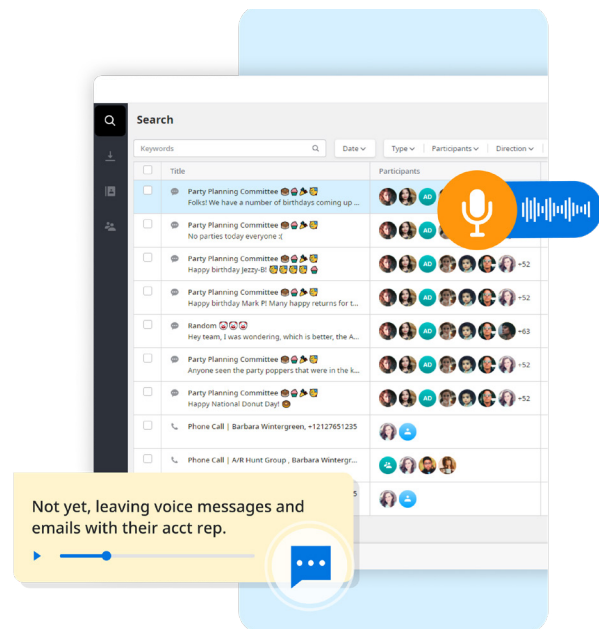 Search
Keywords Date Type Participants Direction
Title Participants
Party Planning Committee 🍩🧁🎉🥳
Folks! We have a number of birthdays coming up ...
AD
Party Planning Committee 🍩🧁🎉🥳
No parties today everyone :(
AD
Party Planning Committee 🍩🧁🎉🥳
Happy birthday Jezzy-B! 🥳🥳🥳🥳 🧁
AD +52
Party Planning Committee 🍩🧁🎉🥳
Happy birthday Mark P! Many happy returns for t...
AD +52
Random 🤡🤡🤡
Hey team, I was wondering, which is better, the A...
AD +63
Party Planning Committee 🍩🧁🎉🥳
Anyone seen the party poppers that were in the k...
AD +52
Party Planning Committee 🍩🧁🎉🥳
Happy National Donut Day! 🍩
AD +52
Phone Call | Barbara Wintergreen, +12127651235
Phone Call | A/R Hunt Group , Barbara Wintergr...
5
Not yet, leaving voice messages and
emails with their acct rep.